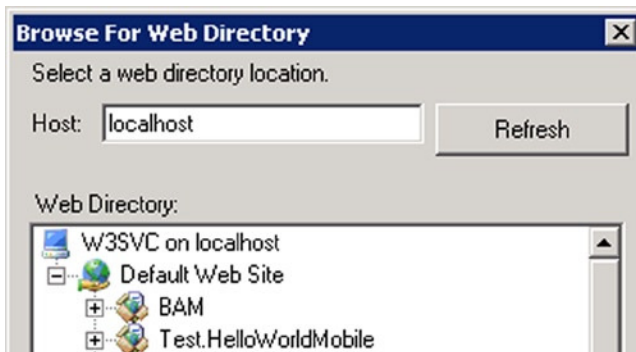 Browse For Web Directory
Select a web directory location.
Host: localhost Refresh
Web Directory:
W3SVC on localhost
Default Web Site
BAM
Test.HelloWorldMobile